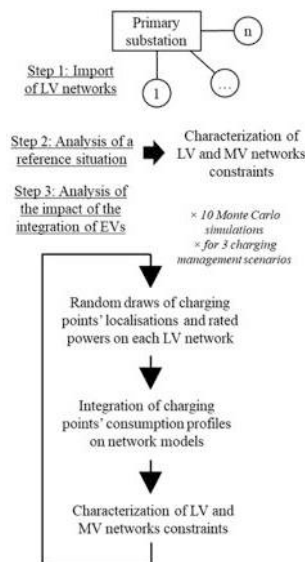 Primary
substation
n
Step 1: Import
of LV networks
1
...
Step 2: Analysis of a
reference situation
Characterization of
LV and MV networks
constraints
Step 3: Analysis of
the impact of the
integration of EVs
× 10 Monte Carlo
simulations
× for 3 charging
management scenarios
Random draws of charging
points' localisations and rated
powers on each LV network
Integration of charging
points' consumption profiles
on network models
Characterization of LV and
MV networks constraints